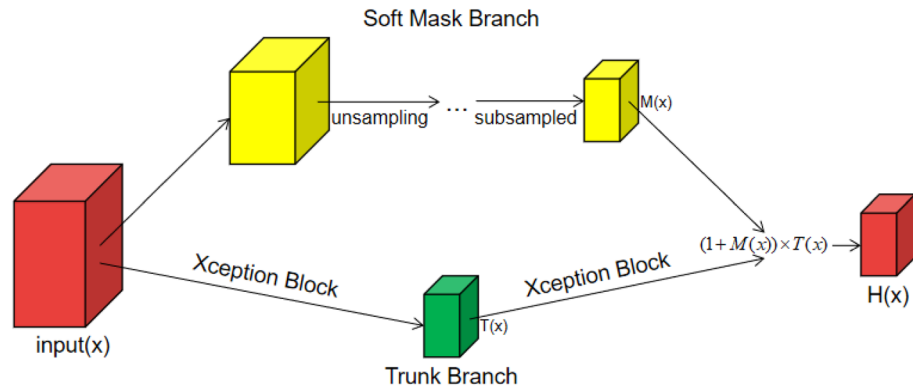 Soft Mask Branch
unsampling
...
subsampled
M(x)
(1+M(x))×T(x)
Xception Block
Xception Block
T(x)
H(x)
input(x)
Trunk Branch